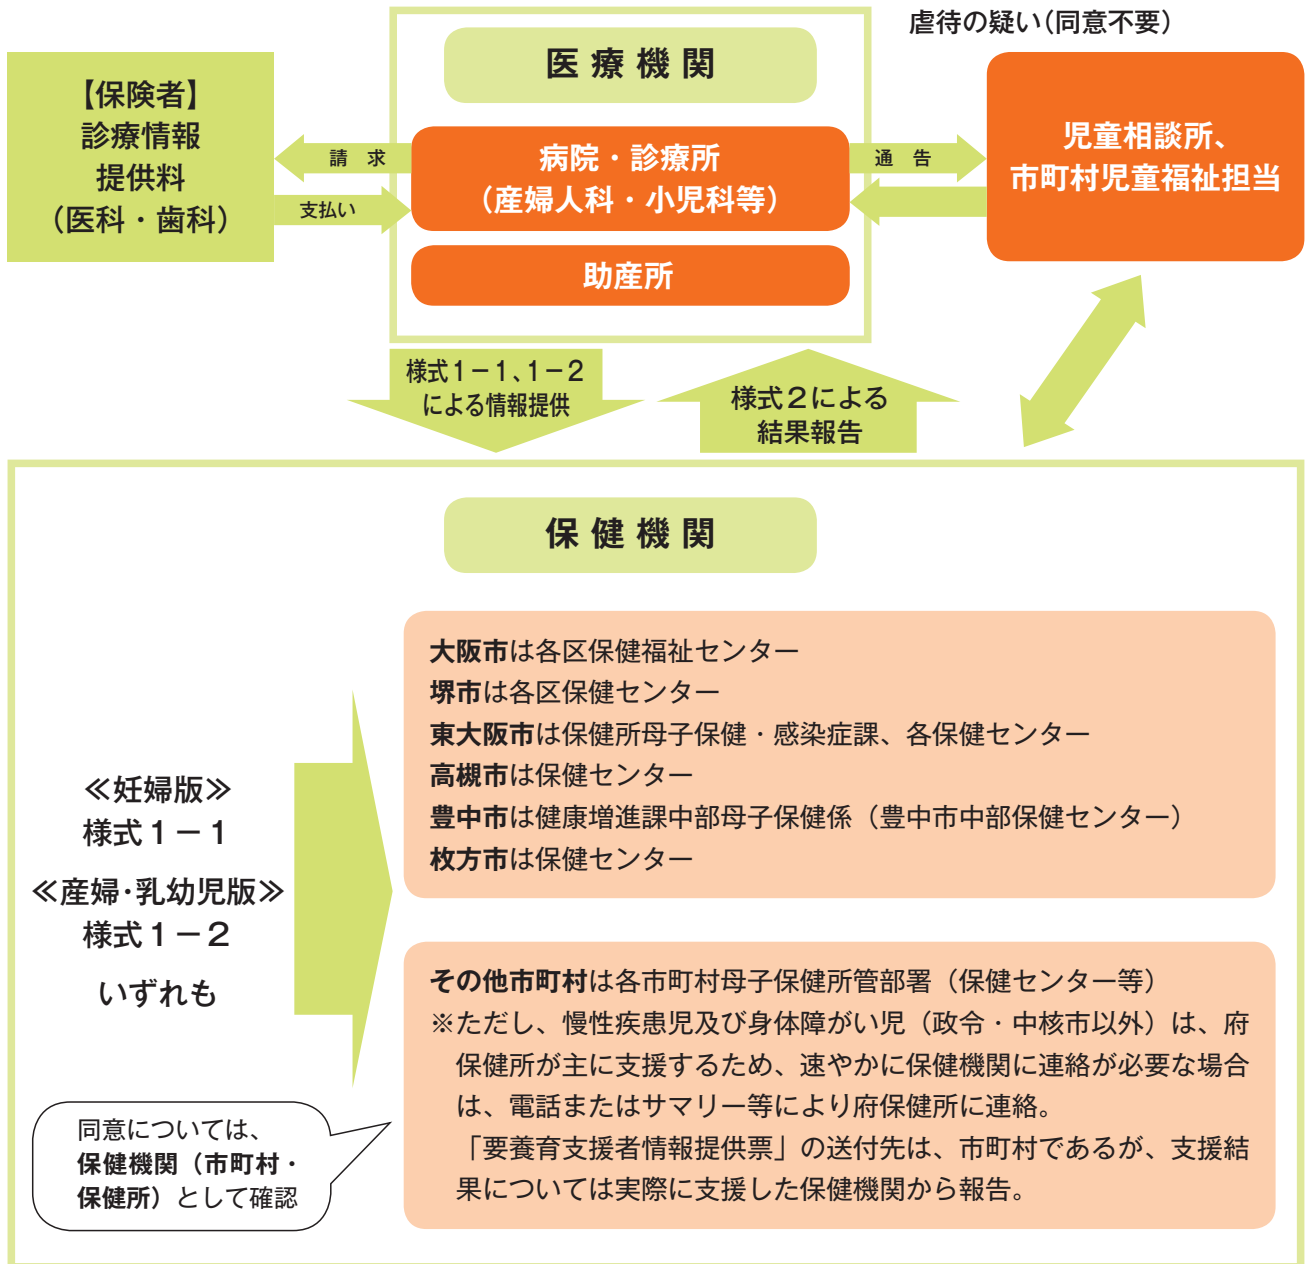 虐待の疑い（同意不要）
医療機関
【保険者】
診療情報
提供料
（医科・歯科）
請 求
支払い
病院・診療所
（産婦人科・小児科等）
助産所
通 告
児童相談所、
市町村児童福祉担当
様式１－１、１－２
による情報提供
様式２による
結果報告
保健機関
≪妊婦版≫
様式１－１
≪産婦・乳幼児版≫
様式１－２
いずれも
大阪市は各区保健福祉センター
堺市は各区保健センター
東大阪市は保健所母子保健・感染症課、各保健センター
高槻市は保健センター
豊中市は健康増進課中部母子保健係（豊中市中部保健センター）
枚方市は保健センター
その他市町村は各市町村母子保健所管部署（保健センター等）
※ただし、慢性疾患児及び身体障がい児（政令・中核市以外）は、府
保健所が主に支援するため、速やかに保健機関に連絡が必要な場合
は、電話またはサマリー等により府保健所に連絡。
「要養育支援者情報提供票」の送付先は、市町村であるが、支援結
果については実際に支援した保健機関から報告。
同意については、
保健機関（市町村・
保健所）として確認